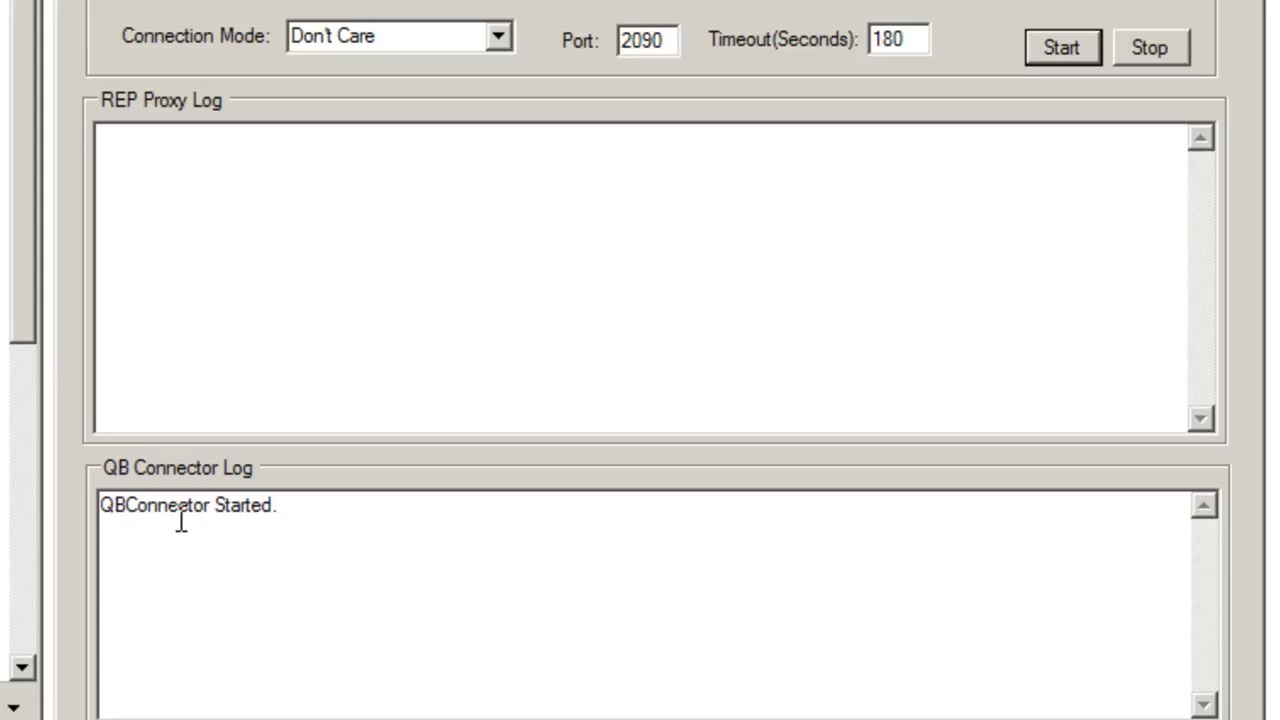 Connection Mode: Don't Care Port: 2090 Timeout(Seconds): 180 Start Stop
REP Proxy Log
QB Connector Log
QBConnector Started.